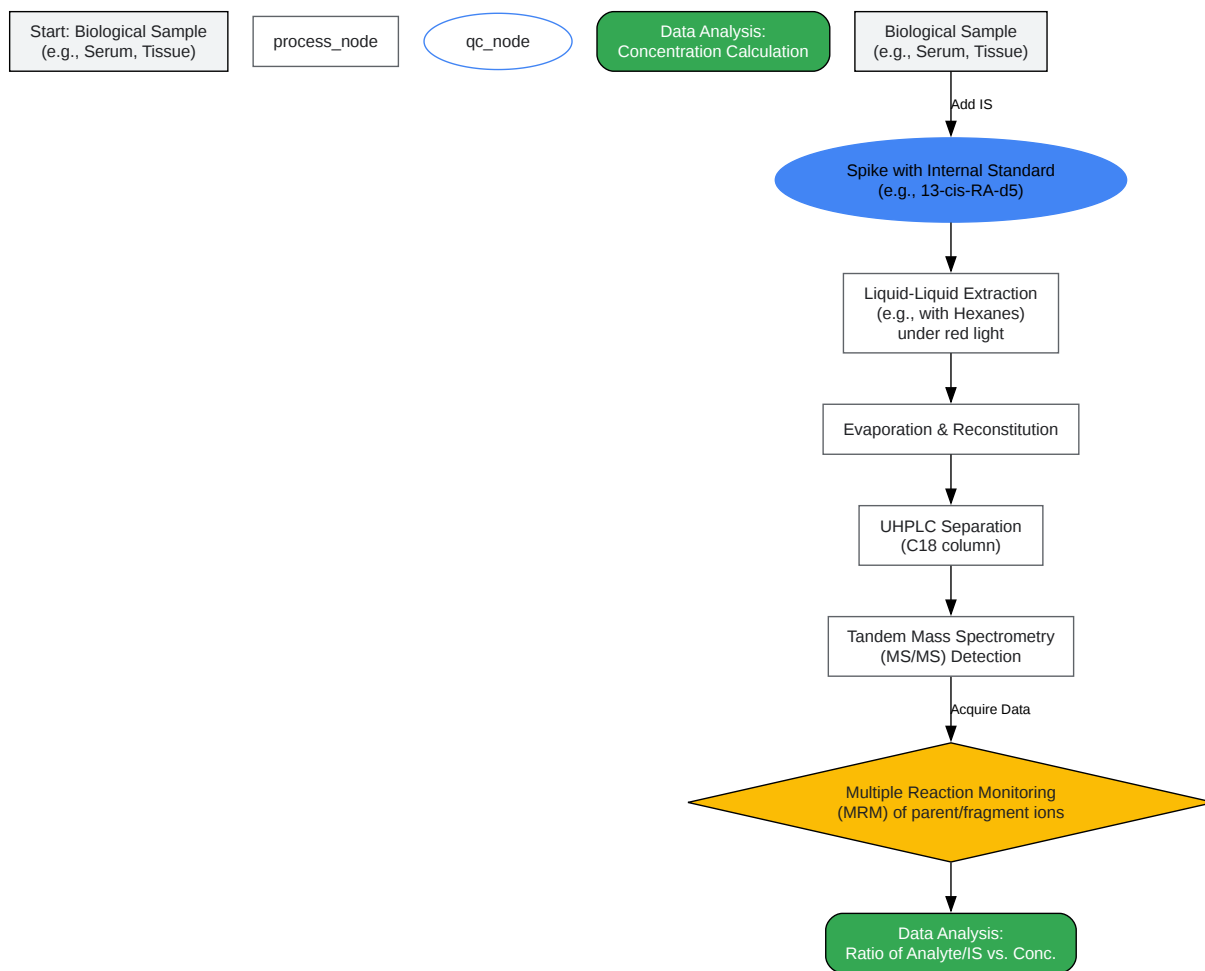 Start: Biological Sample
(e.g., Serum, Tissue)
process_node
qc_node
Data Analysis:
Concentration Calculation
Biological Sample
(e.g., Serum, Tissue)
Add IS
Spike with Internal Standard
(e.g., 13-cis-RA-d5)
Liquid-Liquid Extraction
(e.g., with Hexanes)
under red light
Evaporation & Reconstitution
UHPLC Separation
(C18 column)
Tandem Mass Spectrometry
(MS/MS) Detection
Acquire Data
Multiple Reaction Monitoring
(MRM) of parent/fragment ions
Data Analysis:
Ratio of Analyte/IS vs. Conc.